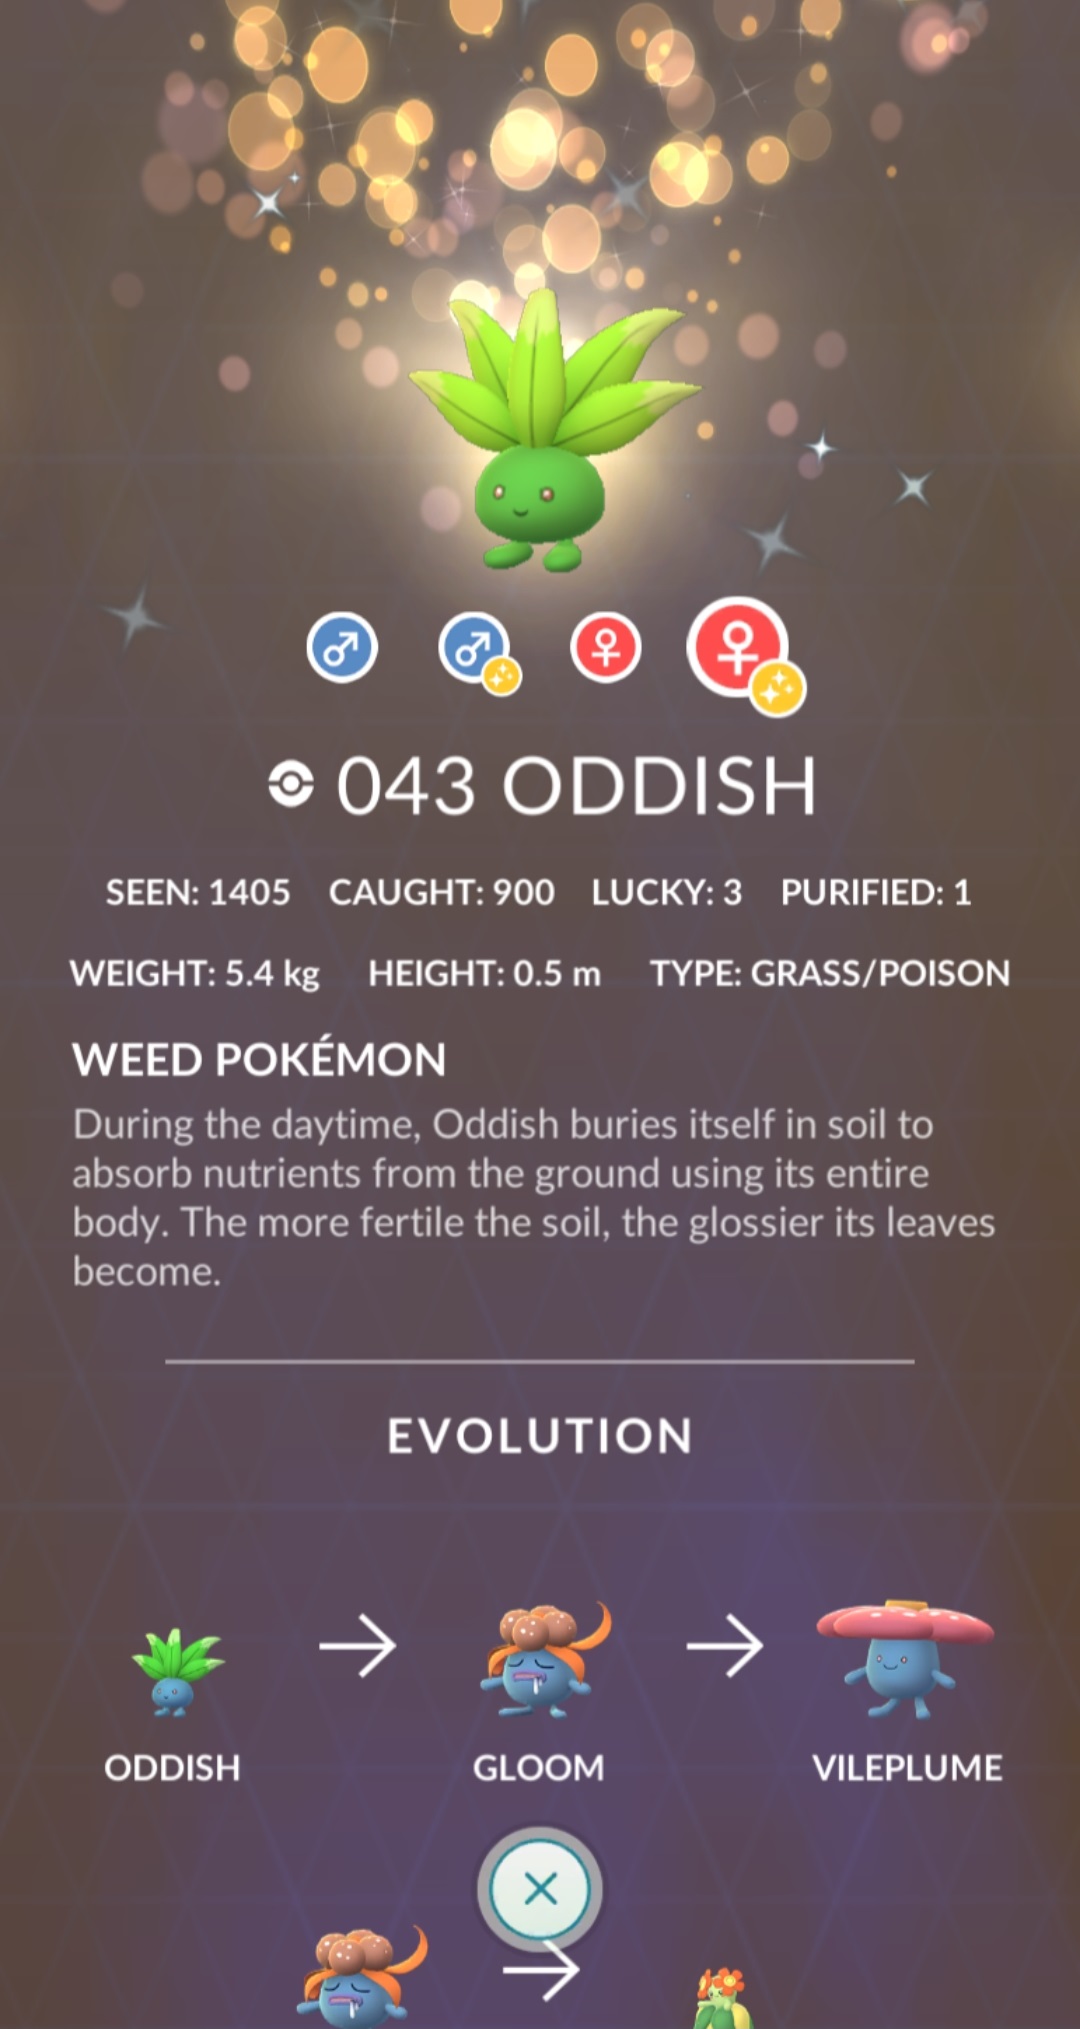 043 ODDISH
SEEN: 1405 CAUGHT: 900 LUCKY: 3 PURIFIED: 1
WEIGHT: 5.4 kg HEIGHT: 0.5 m TYPE: GRASS/POISON
WEED POKÉMON
During the daytime, Oddish buries itself in soil to
absorb nutrients from the ground using its entire
body. The more fertile the soil, the glossier its leaves
become.
EVOLUTION
ODDISH GLOOM VILEPLUME